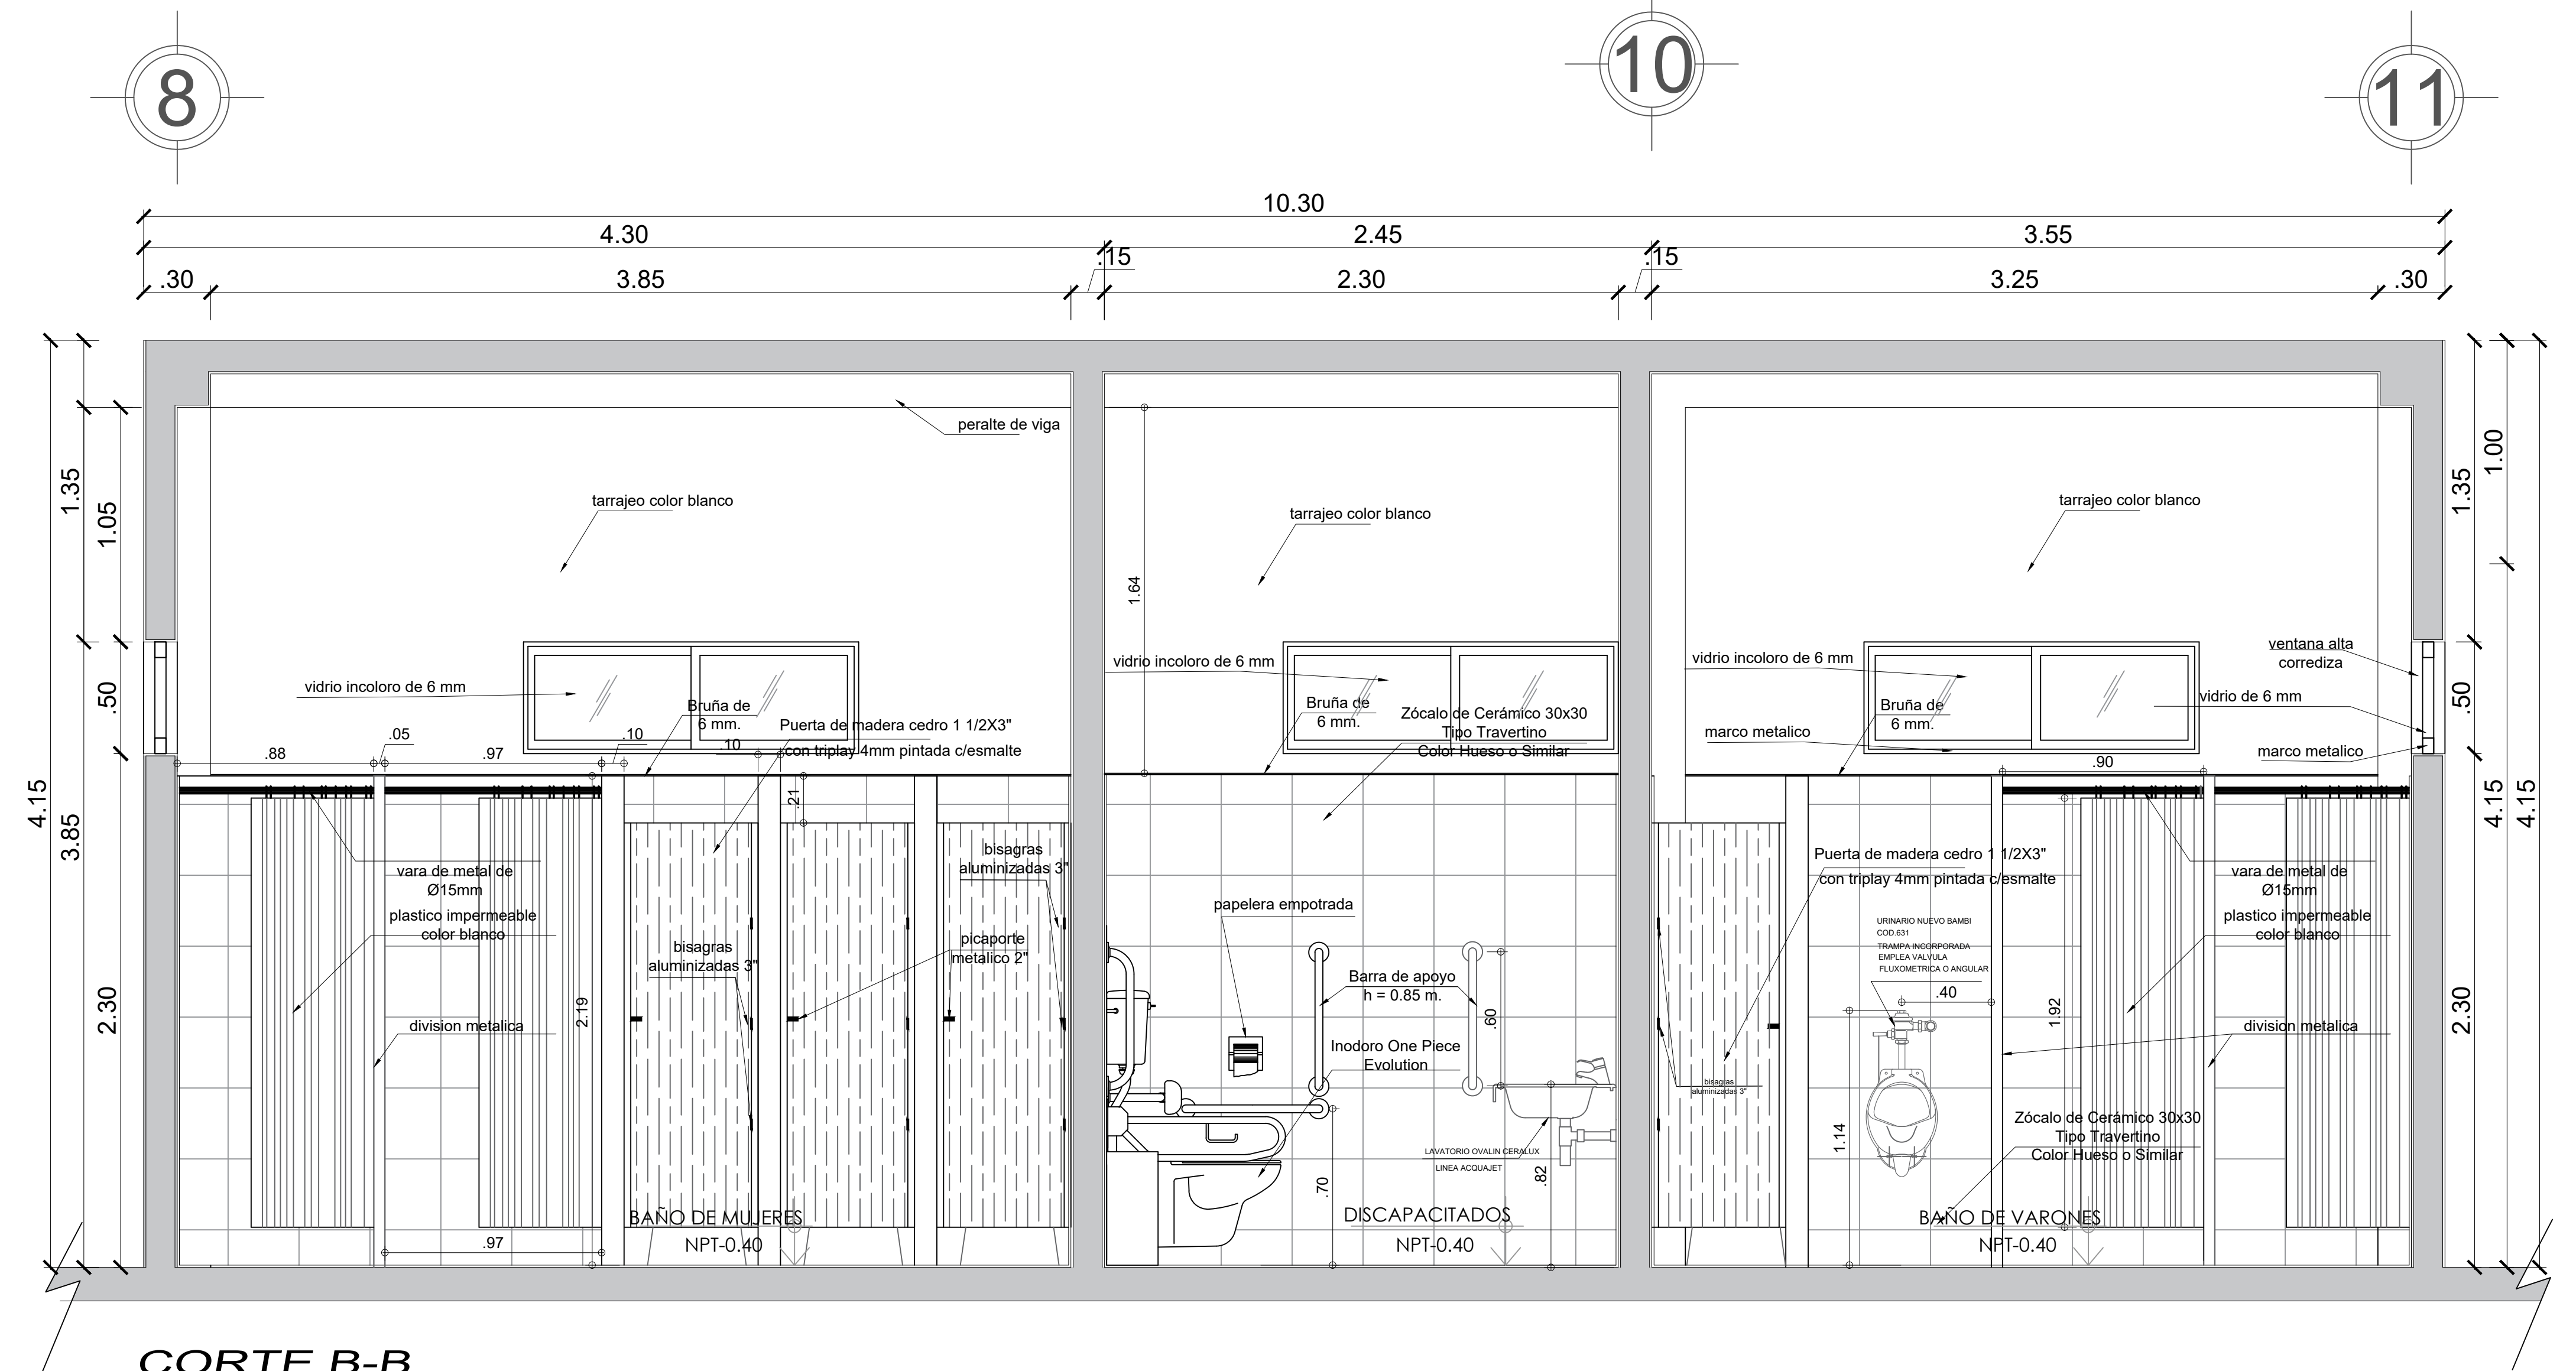 8
10
11
10.30
4.30
2.45
3.55
.15
.15
.30
3.85
2.30
3.25
.30
peralte de viga
1.35
1.05
1.35
1.00
tarrajeo color blanco
tarrajeo color blanco
tarrajeo color blanco
1.64
ventana alta
corrediza
vidrio incoloro de 6 mm
vidrio incoloro de 6 mm
vidrio incoloro de 6 mm
vidrio de 6 mm
.50
.50
Bruña de
6 mm.
Bruña de
6 mm.
Bruña de
6 mm.
Puerta de madera cedro 1 1/2X3"
con triplay 4mm pintada c/esmalte
Zócalo de Cerámico 30x30
Tipo Travertino
Color Hueso o Similar
marco metalico
marco metalico
.88
.05
.97
.10
.10
.90
.21
4.15
3.85
4.15
4.15
bisagras
aluminizadas 3"
Puerta de madera cedro 1 1/2X3"
con triplay 4mm pintada c/esmalte
vara de metal de
Ø15mm
vara de metal de
Ø15mm
plastico impermeable
color blanco
papelera empotrada
plastico impermeable
color blanco
URINARIO NUEVO BAMBI
COD.631
TRAMPA INCORPORADA
EMPLEA VALVULA
FLUXOMETRICA O ANGULAR
bisagras
aluminizadas 3"
picaporte
metalico 2"
Barra de apoyo
h = 0.85 m.
.40
2.30
2.19
.60
1.92
2.30
division metalica
division metalica
Inodoro One Piece
Evolution
bisagras
aluminizadas 3"
1.14
Zócalo de Cerámico 30x30
Tipo Travertino
Color Hueso o Similar
LAVATORIO OVALIN CERALUX
LINEA ACQUAJET
.70
.82
BAÑO DE MUJERES
NPT-0.40
DISCAPACITADOS
NPT-0.40
BAÑO DE VARONES
NPT-0.40
.97
CORTE B-B